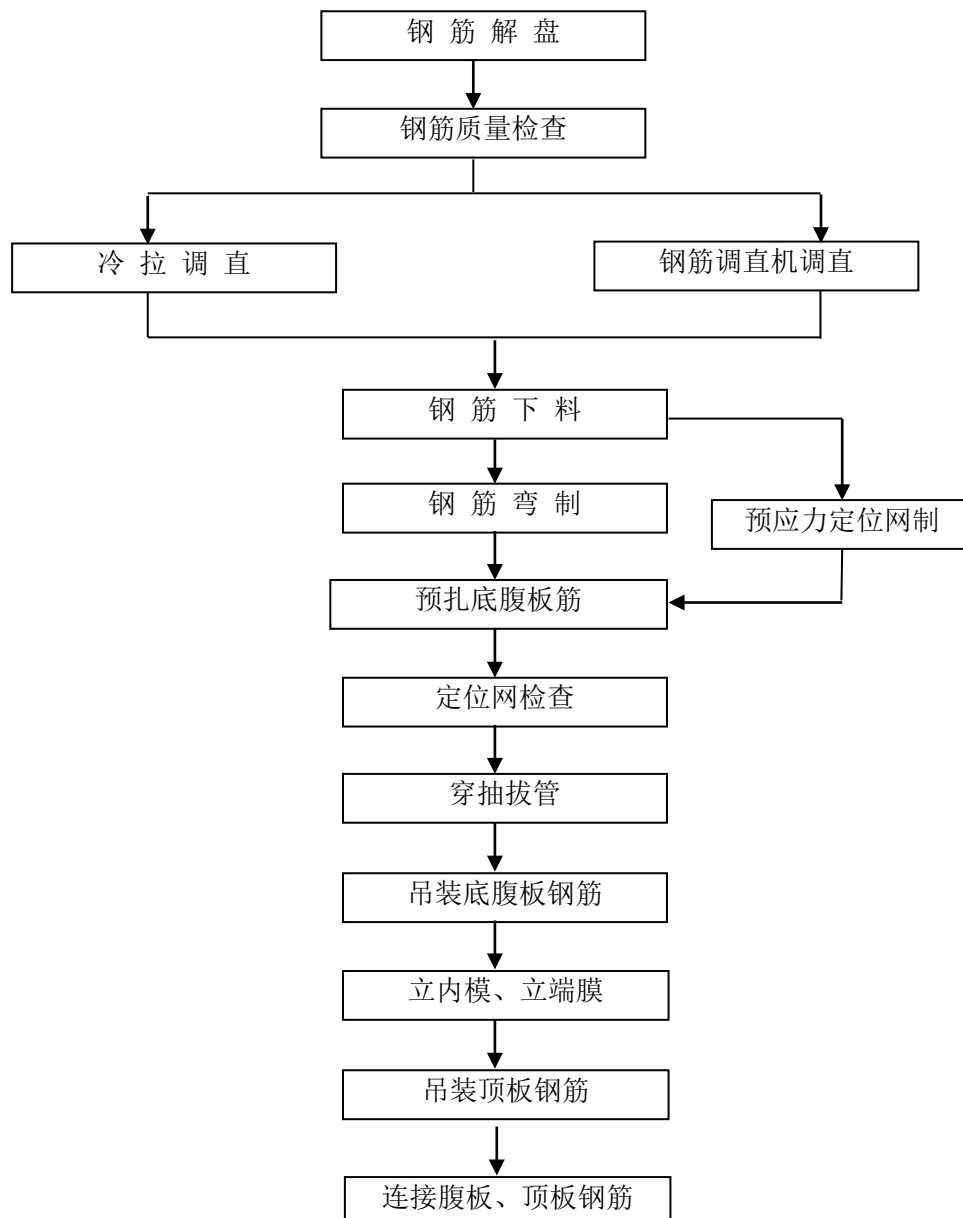 钢 筋 解 盘
钢筋质量检查
冷 拉 调 直
钢筋调直机调直
钢 筋 下 料
钢 筋 弯 制
预应力定位网制
预扎底腹板筋
定位网检查
穿抽拔管
吊装底腹板钢筋
立内模、立端膜
吊装顶板钢筋
连接腹板、顶板钢筋